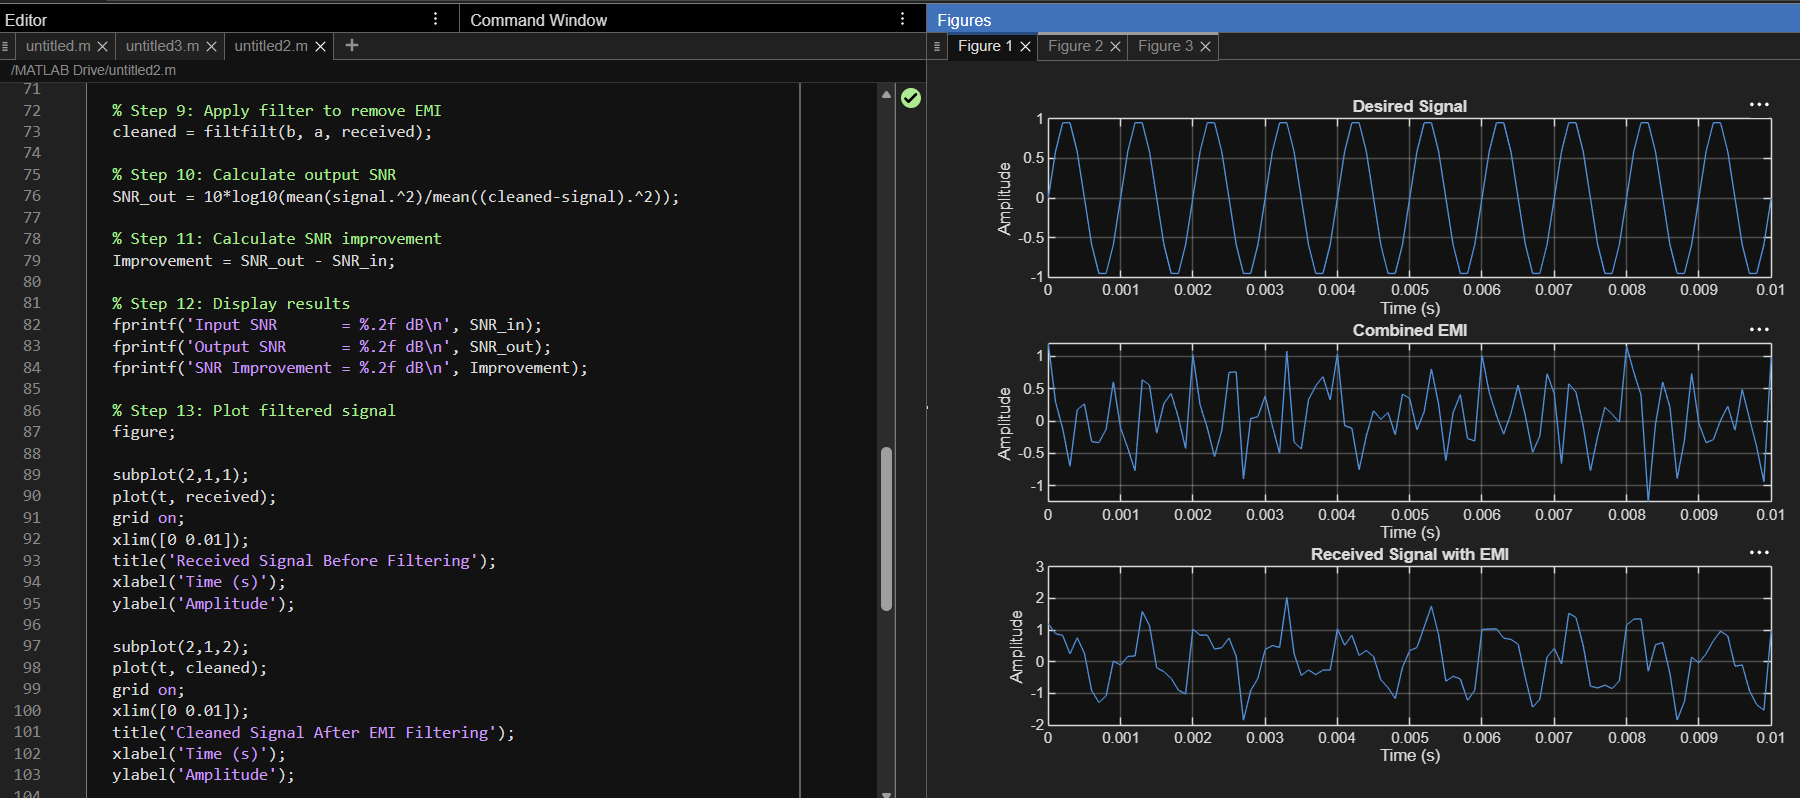 Editor
Command Window
Figures
untitled.m
untitled3.m
untitled2.m
Figure 1
Figure 2
Figure 3
/MATLAB Drive/untitled2.m
71
72 % Step 9: Apply filter to remove EMI
73 cleaned = filtfilt(b, a, received);
74
75 % Step 10: Calculate output SNR
76 SNR_out = 10*log10(mean(signal.^2)/mean((cleaned-signal).^2));
77
78 % Step 11: Calculate SNR improvement
79 Improvement = SNR_out - SNR_in;
80
81 % Step 12: Display results
82 fprintf('Input SNR       = %.2f dB\n', SNR_in);
83 fprintf('Output SNR      = %.2f dB\n', SNR_out);
84 fprintf('SNR Improvement = %.2f dB\n', Improvement);
85
86 % Step 13: Plot filtered signal
87 figure;
88
89 subplot(2,1,1);
90 plot(t, received);
91 grid on;
92 xlim([0 0.01]);
93 title('Received Signal Before Filtering');
94 xlabel('Time (s)');
95 ylabel('Amplitude');
96
97 subplot(2,1,2);
98 plot(t, cleaned);
99 grid on;
100 xlim([0 0.01]);
101 title('Cleaned Signal After EMI Filtering');
102 xlabel('Time (s)');
103 ylabel('Amplitude');
104
Desired Signal
Amplitude
1
0.5
0
-0.5
-1
0 0.001 0.002 0.003 0.004 0.005 0.006 0.007 0.008 0.009 0.01
Time (s)
Combined EMI
Amplitude
1
0.5
0
-0.5
-1
0 0.001 0.002 0.003 0.004 0.005 0.006 0.007 0.008 0.009 0.01
Time (s)
Received Signal with EMI
Amplitude
3
2
1
0
-1
-2
0 0.001 0.002 0.003 0.004 0.005 0.006 0.007 0.008 0.009 0.01
Time (s)